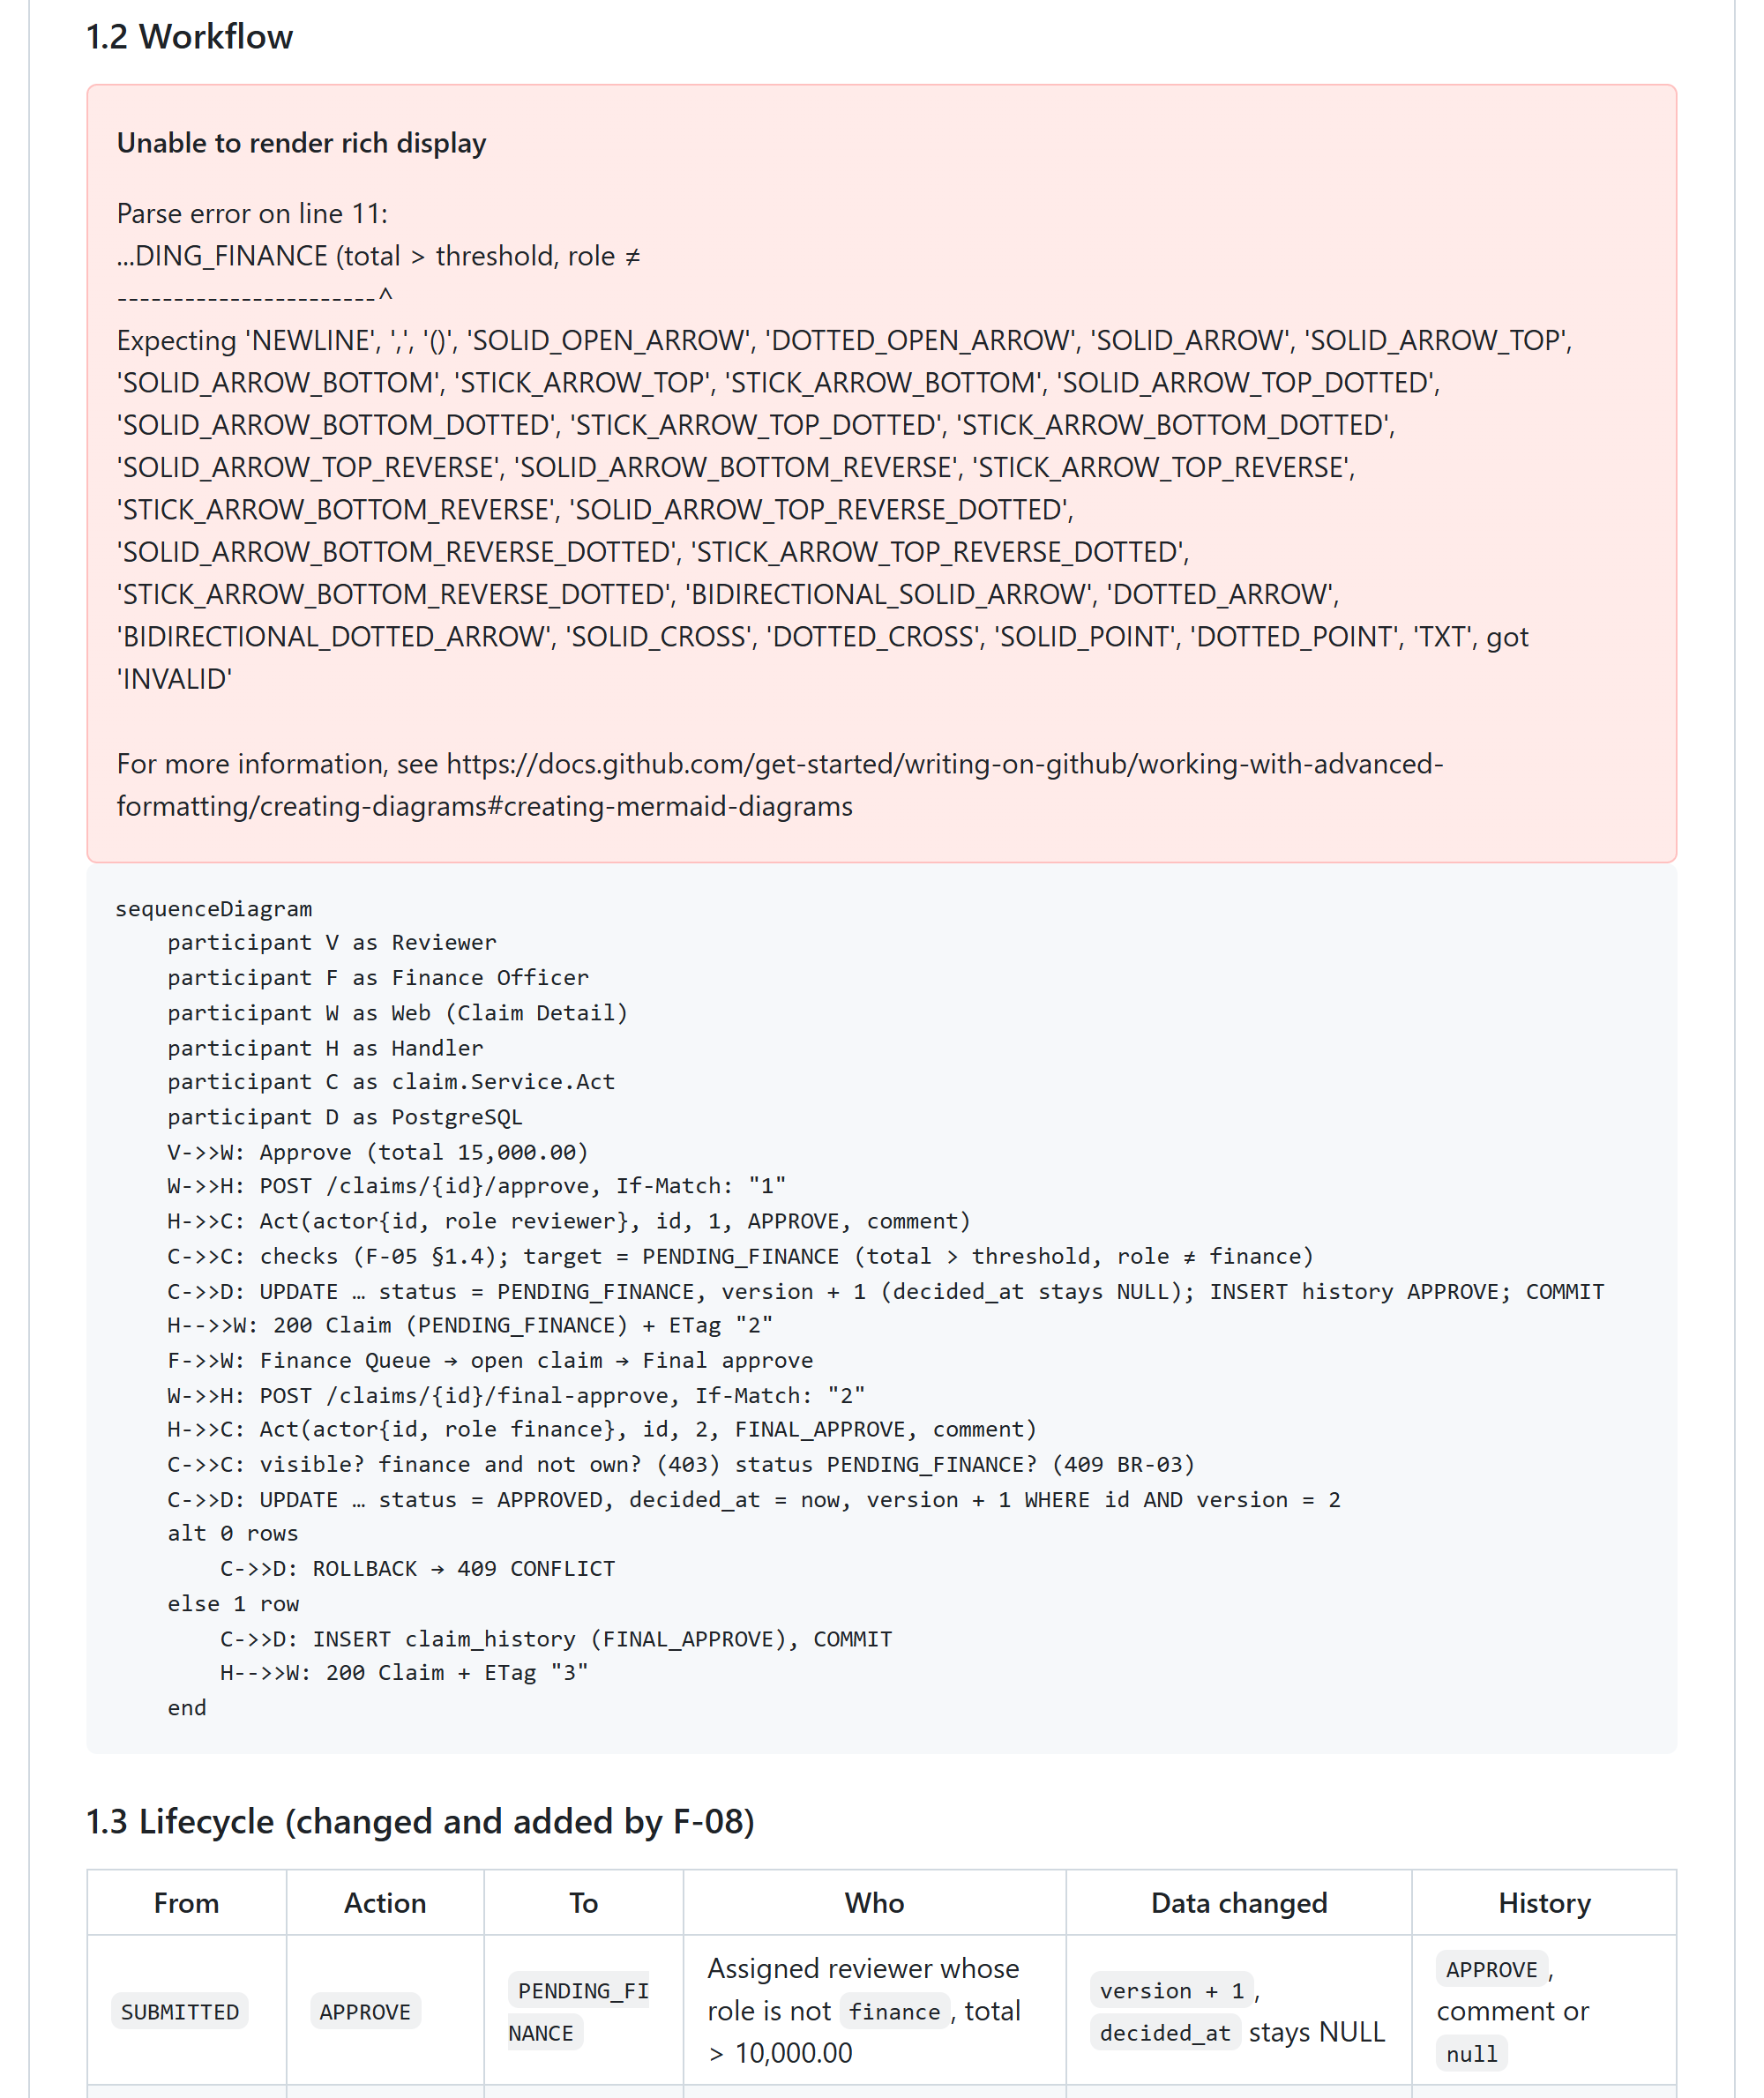 1.2 Workflow
Unable to render rich display
Parse error on line 11:
...DING_FINANCE (total > threshold, role ≠
-----------------------^
Expecting 'NEWLINE', ',', '()', 'SOLID_OPEN_ARROW', 'DOTTED_OPEN_ARROW', 'SOLID_ARROW', 'SOLID_ARROW_TOP',
'SOLID_ARROW_BOTTOM', 'STICK_ARROW_TOP', 'STICK_ARROW_BOTTOM', 'SOLID_ARROW_TOP_DOTTED',
'SOLID_ARROW_BOTTOM_DOTTED', 'STICK_ARROW_TOP_DOTTED', 'STICK_ARROW_BOTTOM_DOTTED',
'SOLID_ARROW_TOP_REVERSE', 'SOLID_ARROW_BOTTOM_REVERSE', 'STICK_ARROW_TOP_REVERSE',
'STICK_ARROW_BOTTOM_REVERSE', 'SOLID_ARROW_TOP_REVERSE_DOTTED',
'SOLID_ARROW_BOTTOM_REVERSE_DOTTED', 'STICK_ARROW_TOP_REVERSE_DOTTED',
'STICK_ARROW_BOTTOM_REVERSE_DOTTED', 'BIDIRECTIONAL_SOLID_ARROW', 'DOTTED_ARROW',
'BIDIRECTIONAL_DOTTED_ARROW', 'SOLID_CROSS', 'DOTTED_CROSS', 'SOLID_POINT', 'DOTTED_POINT', 'TXT', got
'INVALID'
For more information, see https://docs.github.com/get-started/writing-on-github/working-with-advanced-
formatting/creating-diagrams#creating-mermaid-diagrams
sequenceDiagram
    participant V as Reviewer
    participant F as Finance Officer
    participant W as Web (Claim Detail)
    participant H as Handler
    participant C as claim.Service.Act
    participant D as PostgreSQL
    V->>W: Approve (total 15,000.00)
    W->>H: POST /claims/{id}/approve, If-Match: "1"
    H->>C: Act(actor{id, role reviewer}, id, 1, APPROVE, comment)
    C->>C: checks (F-05 §1.4); target = PENDING_FINANCE (total > threshold, role ≠ finance)
    C->>D: UPDATE … status = PENDING_FINANCE, version + 1 (decided_at stays NULL); INSERT history APPROVE; COMMIT
    H-->>W: 200 Claim (PENDING_FINANCE) + ETag "2"
    F->>W: Finance Queue → open claim → Final approve
    W->>H: POST /claims/{id}/final-approve, If-Match: "2"
    H->>C: Act(actor{id, role finance}, id, 2, FINAL_APPROVE, comment)
    C->>C: visible? finance and not own? (403) status PENDING_FINANCE? (409 BR-03)
    C->>D: UPDATE … status = APPROVED, decided_at = now, version + 1 WHERE id AND version = 2
    alt 0 rows
        C->>D: ROLLBACK → 409 CONFLICT
    else 1 row
        C->>D: INSERT claim_history (FINAL_APPROVE), COMMIT
        H-->>W: 200 Claim + ETag "3"
    end
1.3 Lifecycle (changed and added by F-08)
From Action To Who Data changed History
SUBMITTED
APPROVE
PENDING_FI
NANCE
Assigned reviewer whose
role is not finance, total
> 10,000.00
version + 1,
decided_at stays NULL
APPROVE,
comment or
null